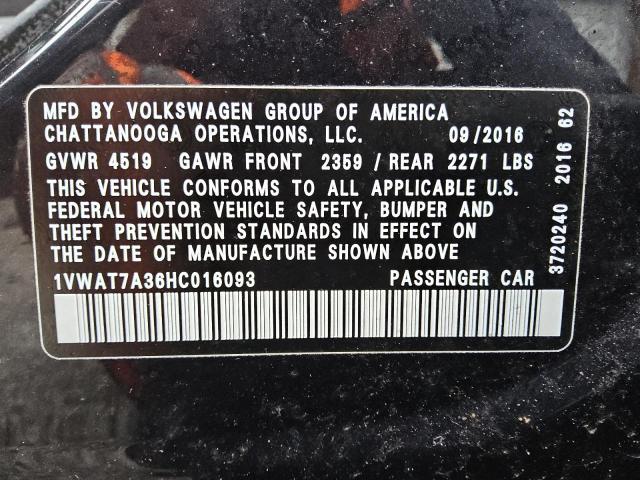 MFD BY VOLKSWAGEN GROUP OF AMERICA
CHATTANOOGA OPERATIONS, LLC. 09/2016
GVWR 4519 GAWR FRONT 2359 / REAR 2271 LBS
THIS VEHICLE CONFORMS TO ALL APPLICABLE U.S.
FEDERAL MOTOR VEHICLE SAFETY, BUMPER AND
THEFT PREVENTION STANDARDS IN EFFECT ON
THE DATE OF MANUFACTURE SHOWN ABOVE
1VWAT7A36HC016093 PASSENGER CAR
3720240 2016 62